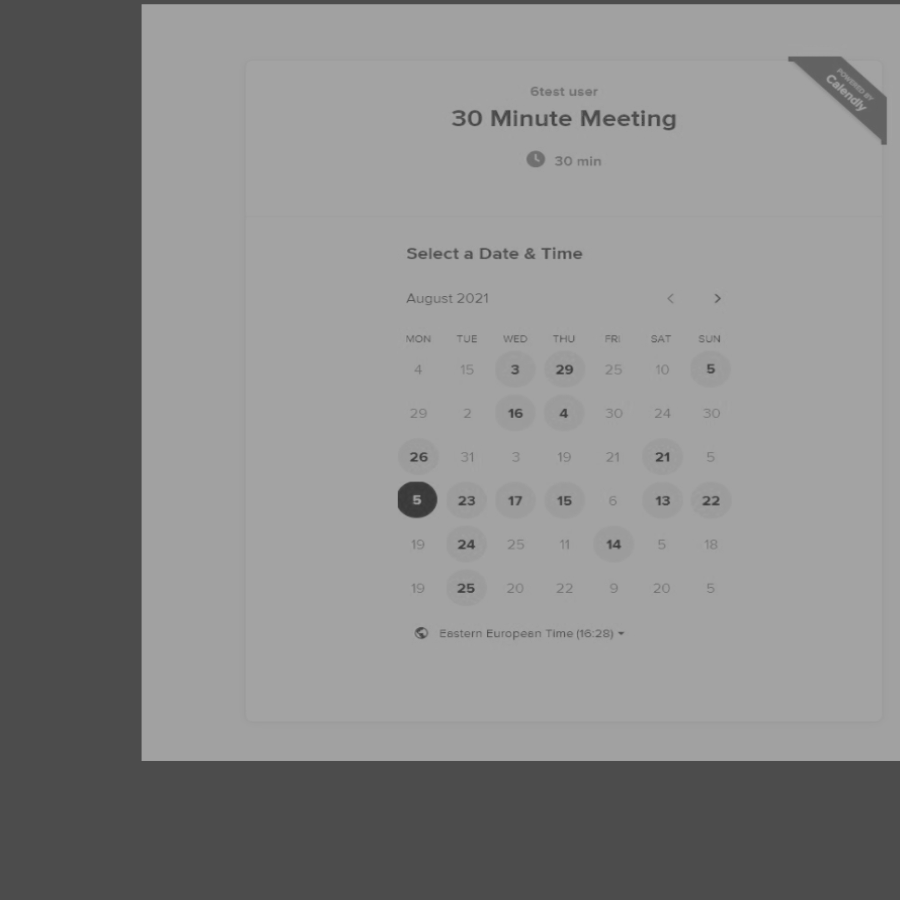 POWERED BY
Calendly
6test user
30 Minute Meeting
30 min
Select a Date & Time
August 2021
MON TUE WED THU FRI SAT SUN
4 15 3 29 25 10 5
29 2 16 4 30 24 30
26 31 3 19 21 21 5
5 23 17 15 6 13 22
19 24 25 11 14 5 18
19 25 20 22 9 20 5
Eestern Europeen Time (16:28)